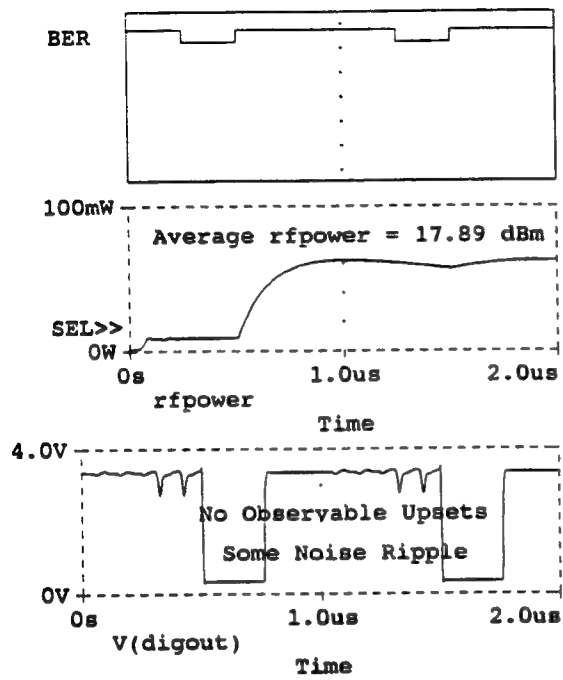 BER
100mW
Average rfpower = 17.89 dBm
SEL>>
0W
0s 1.0us 2.0us
rfpower
Time
4.0V
No Observable Upsets
Some Noise Ripple
0V
0s 1.0us 2.0us
V(digout)
Time